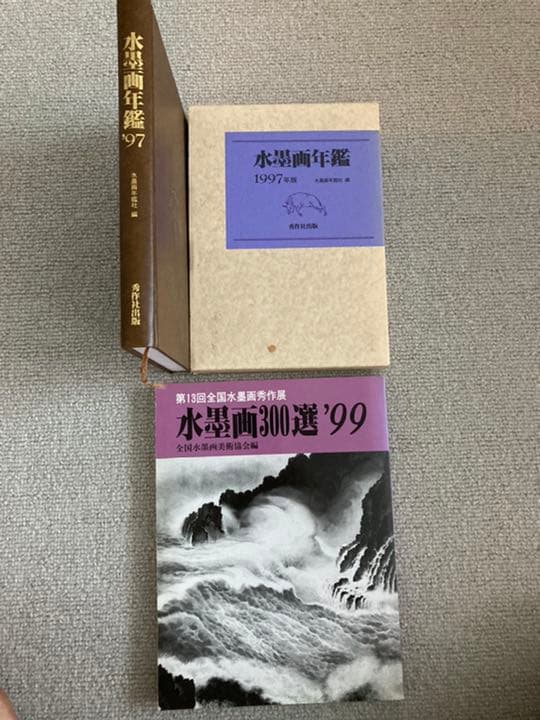 水墨画年鑑'97
水墨画年鑑社 編
秀作社出版
水墨画年鑑
1997年版 水墨画年鑑社 編
秀作社出版
第13回全国水墨画秀作展
水墨画300選'99
全国水墨画美術協会編